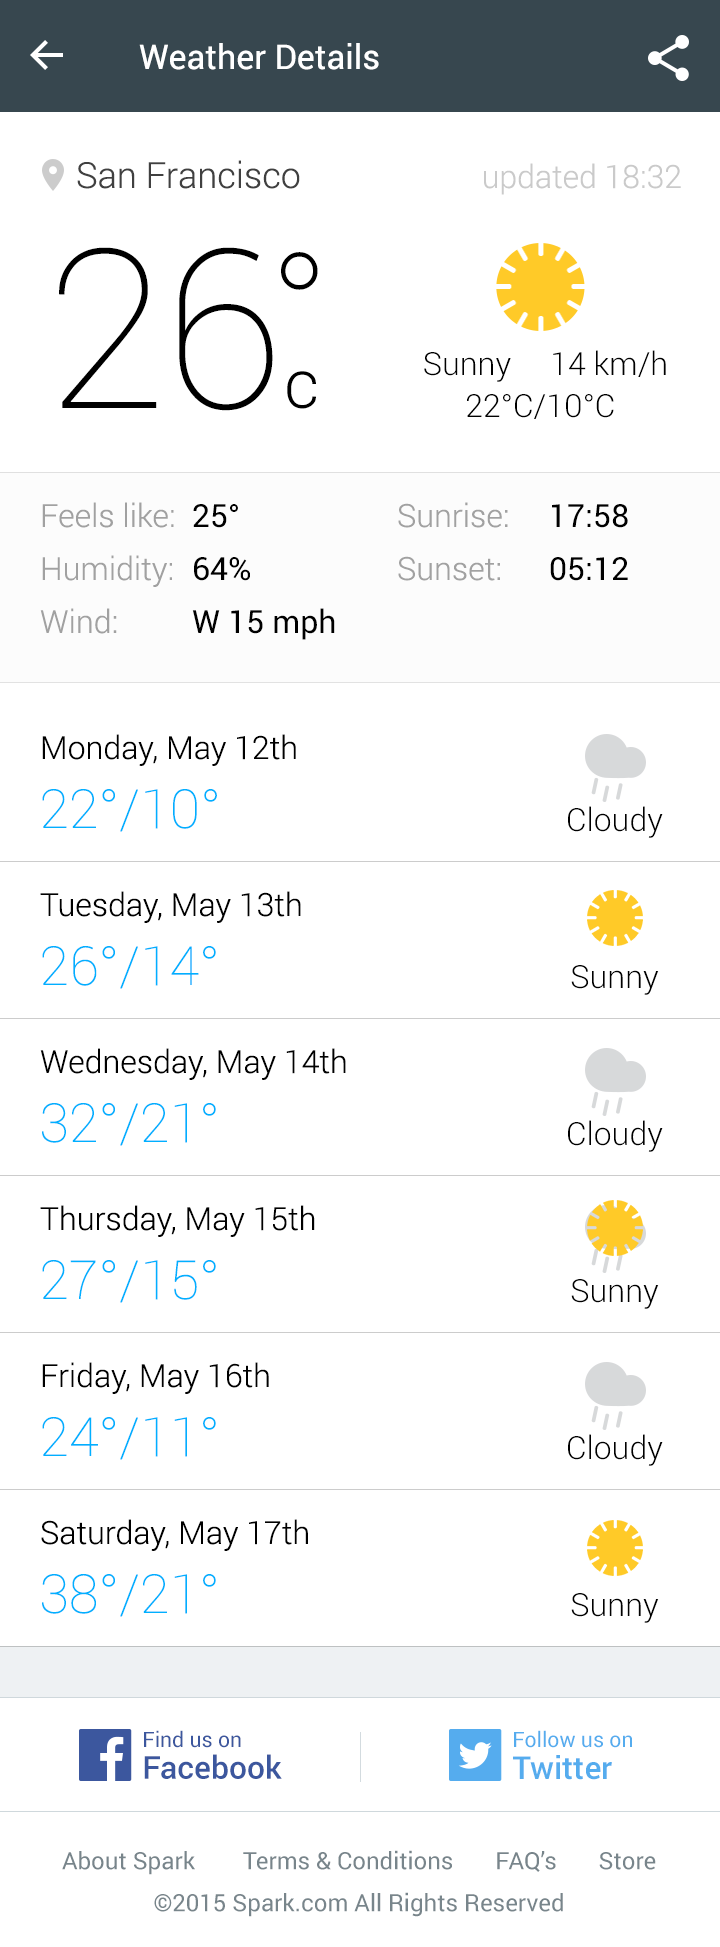 Weather Details
San Francisco
updated 18:32
26°C
Sunny 14 km/h
22°C/10°C
Feels like: 25° Sunrise: 17:58
Humidity: 64% Sunset: 05:12
Wind: W 15 mph
Monday, May 12th
22°/10°
Cloudy
Tuesday, May 13th
26°/14°
Sunny
Wednesday, May 14th
32°/21°
Cloudy
Thursday, May 15th
27°/15°
Sunny
Friday, May 16th
24°/11°
Cloudy
Saturday, May 17th
38°/21°
Sunny
Find us on
Facebook
Follow us on
Twitter
About Spark Terms & Conditions FAQ’s Store
©2015 Spark.com All Rights Reserved